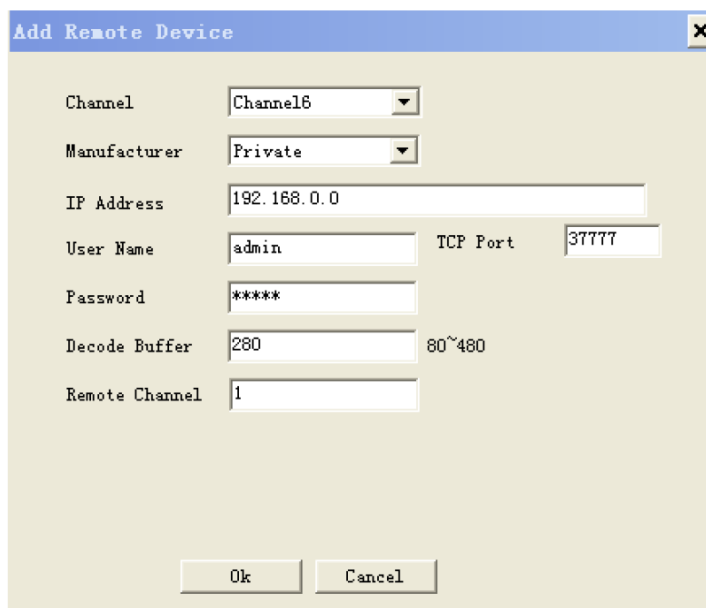 Add Remote Device
Channel Channel6
Manufacturer Private
IP Address 192.168.0.0
User Name admin TCP Port 37777
Password *****
Decode Buffer 280 80~480
Remote Channel 1
Ok Cancel